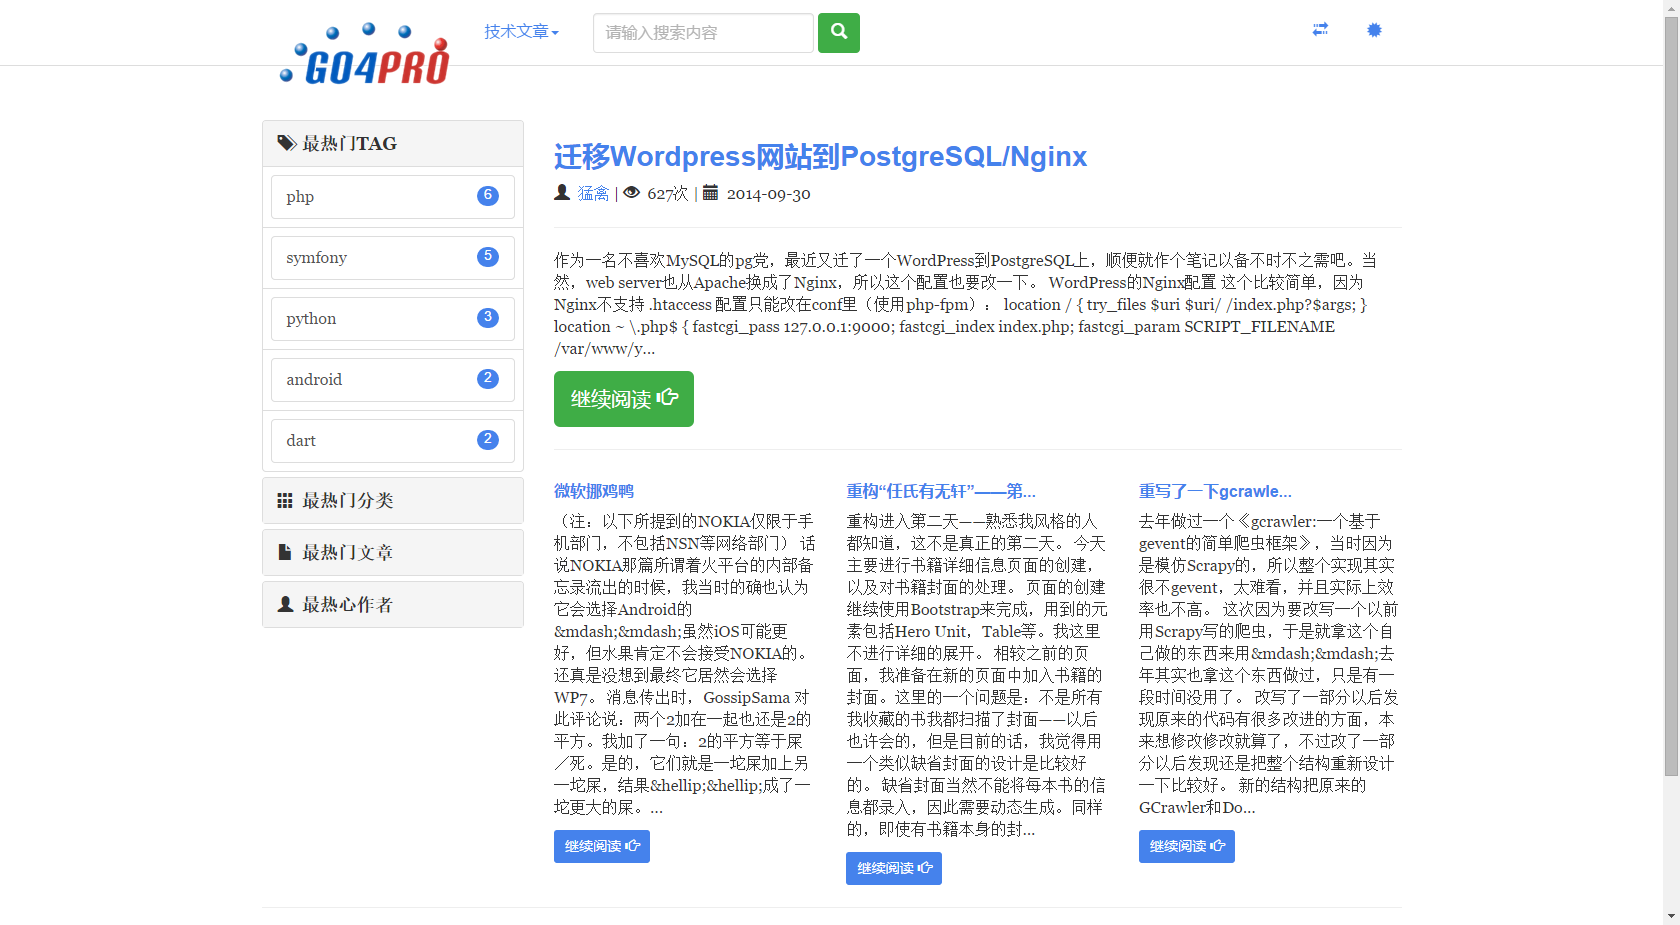 GO4PRO
技术文章
请输入搜索内容
最热门TAG
php 6
symfony 5
python 3
android 2
dart 2
最热门分类
最热门文章
最热心作者
迁移Wordpress网站到PostgreSQL/Nginx
猛禽 | 627次 | 2014-09-30
作为一名不喜欢MySQL的pg党，最近又迁了一个WordPress到PostgreSQL上，顺便就作个笔记以备不时不之需吧。当
然，web server也从Apache换成了Nginx，所以这个配置也要改一下。 WordPress的Nginx配置 这个比较简单，因为
Nginx不支持 .htaccess 配置只能改在conf里（使用php-fpm）： location / { try_files $uri $uri/ /index.php?$args; }
location ~ \.php$ { fastcgi_pass 127.0.0.1:9000; fastcgi_index index.php; fastcgi_param SCRIPT_FILENAME
/var/www/y...
继续阅读
微软挪鸡鸭
（注：以下所提到的NOKIA仅限于手
机部门，不包括NSN等网络部门） 话
说NOKIA那篇所谓着火平台的内部备
忘录流出的时候，我当时的确也认为
它会选择Android的
&mdash;&mdash;虽然iOS可能更
好，但水果肯定不会接受NOKIA的。
还真是没想到最终它居然会选择
WP7。 消息传出时，GossipSama 对
此评论说：两个2加在一起也还是2的
平方。我加了一句：2的平方等于屎
／死。是的，它们就是一坨屎加上另
一坨屎，结果&hellip;&hellip;成了一
坨更大的屎。...
继续阅读
重构“任氏有无轩”——第...
重构进入第二天——熟悉我风格的人
都知道，这不是真正的第二天。 今天
主要进行书籍详细信息页面的创建，
以及对书籍封面的处理。 页面的创建
继续使用Bootstrap来完成，用到的元
素包括Hero Unit，Table等。我这里
不进行详细的展开。 相较之前的页
面，我准备在新的页面中加入书籍的
封面。这里的一个问题是：不是所有
我收藏的书我都扫描了封面——以后
也许会的，但是目前的话，我觉得用
一个类似缺省封面的设计是比较好
的。 缺省封面当然不能将每本书的信
息都录入，因此需要动态生成。同样
的，即使有书籍本身的封...
继续阅读
重写了一下gcrawle...
去年做过一个《gcrawler:一个基于
gevent的简单爬虫框架》，当时因为
是模仿Scrapy的，所以整个实现其实
很不gevent，太难看，并且实际上效
率也不高。 这次因为要改写一个以前
用Scrapy写的爬虫，于是就拿这个自
己做的东西来用&mdash;&mdash;去
年其实也拿这个东西做过，只是有一
段时间没用了。 改写了一部分以后发
现原来的代码有很多改进的方面，本
来想修改修改就算了，不过改了一部
分以后发现还是把整个结构重新设计
一下比较好。 新的结构把原来的
GCrawler和Do...
继续阅读